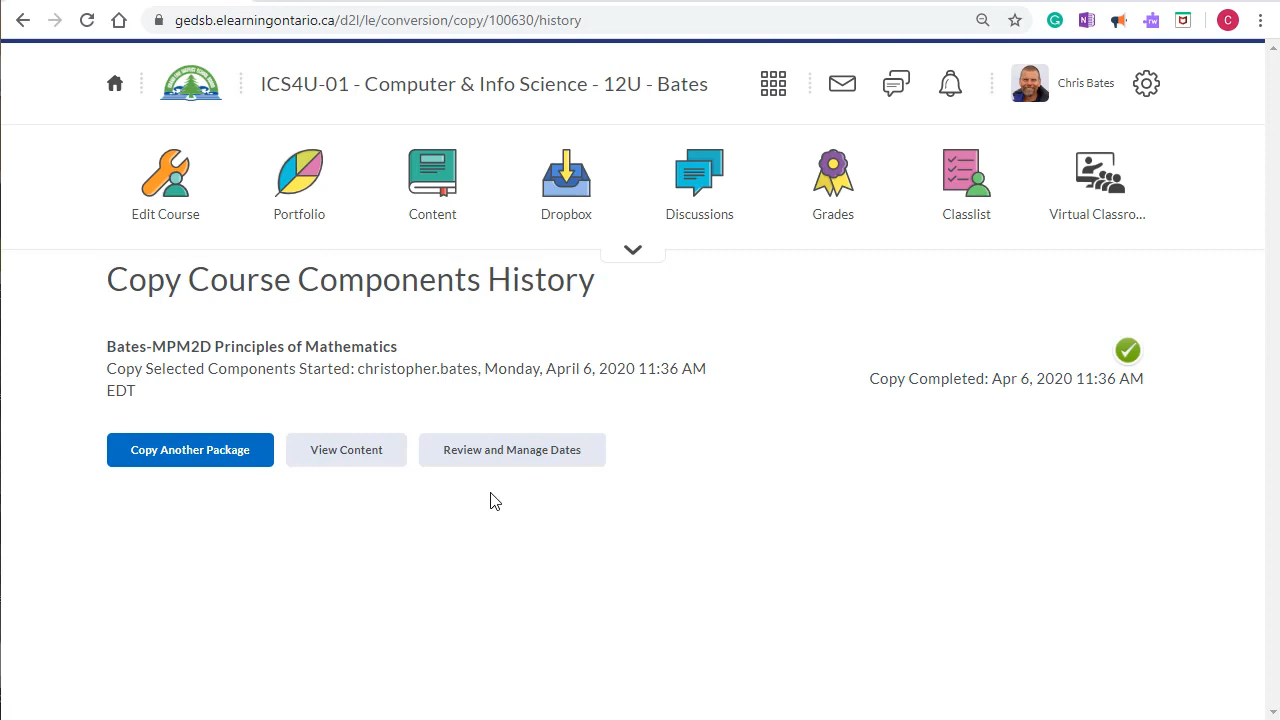 gedsb.elearningontario.ca/d2l/le/conversion/copy/100630/history
C
ICS4U-01 - Computer & Info Science - 12U - Bates
Chris Bates
Edit Course
Portfolio
Content
Dropbox
Discussions
Grades
Classlist
Virtual Classro...
Copy Course Components History
Bates-MPM2D Principles of Mathematics
Copy Selected Components Started: christopher.bates, Monday, April 6, 2020 11:36 AM
EDT
Copy Completed: Apr 6, 2020 11:36 AM
Copy Another Package
View Content
Review and Manage Dates